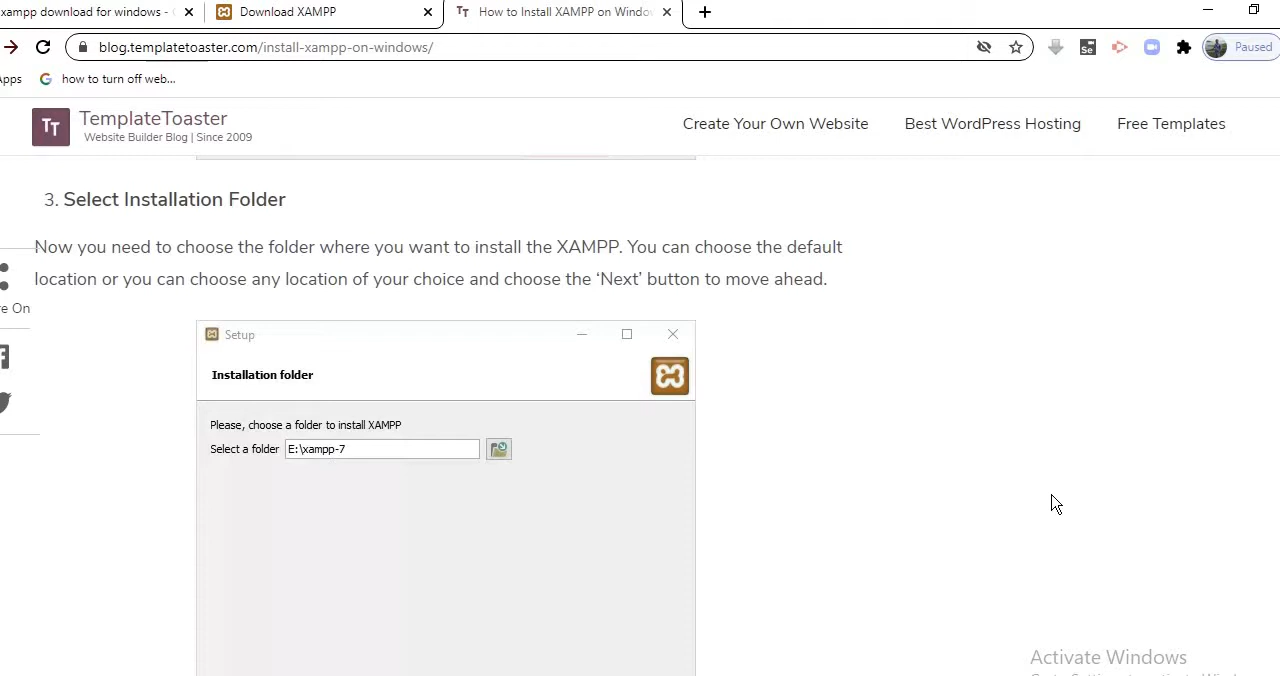 xampp download for windows -
Download XAMPP
How to Install XAMPP on Windo
blog.templatetoaster.com/install-xampp-on-windows/
Se
Paused
Apps
how to turn off web...
TT
TemplateToaster
Website Builder Blog | Since 2009
Create Your Own Website
Best WordPress Hosting
Free Templates
3. Select Installation Folder
Now you need to choose the folder where you want to install the XAMPP. You can choose the default
location or you can choose any location of your choice and choose the ‘Next’ button to move ahead.
re On
Setup
Installation folder
Please, choose a folder to install XAMPP
Select a folder E:\xampp-7
Activate Windows